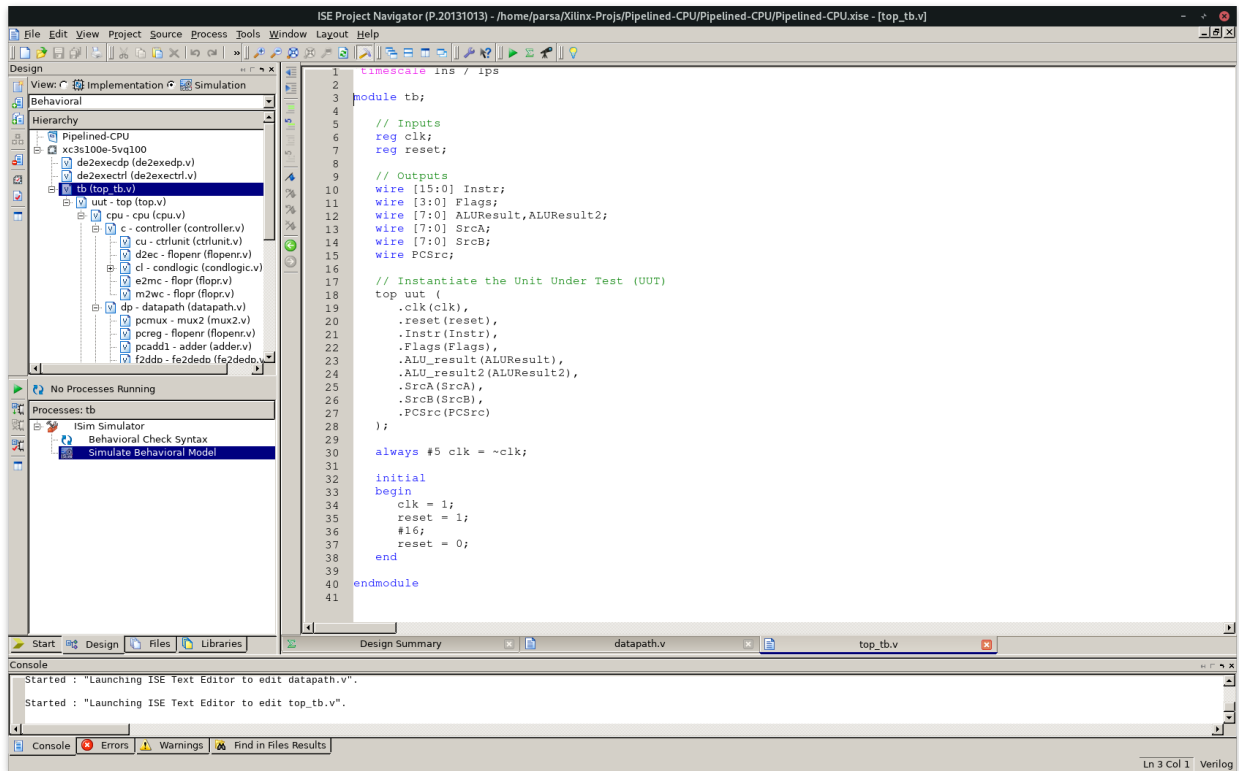 ISE Project Navigator (P.20131013) - /home/parsa/Xilinx-Projs/Pipelined-CPU/Pipelined-CPU/Pipelined-CPU.xise - [top_tb.v]
File Edit View Project Source Process Tools Window Layout Help
Design
View: Implementation Simulation
Behavioral
Hierarchy
Pipelined-CPU
xc3s100e-5vq100
de2exedp (de2exedp.v)
de2exectrl (de2exectrl.v)
tb (top_tb.v)
uut - top (top.v)
cpu - cpu (cpu.v)
c - controller (controller.v)
cu - ctrlunit (ctrlunit.v)
d2ec - flopenr (flopenr.v)
cl - condlogic (condlogic.v)
e2mc - flopr (flopr.v)
m2wc - flopr (flopr.v)
dp - datapath (datapath.v)
pcmux - mux2 (mux2.v)
pcreg - flopenr (flopenr.v)
pcadd1 - adder (adder.v)
f2ddp - fe2dedp (fe2dedp.v
No Processes Running
Processes: tb
ISim Simulator
Behavioral Check Syntax
Simulate Behavioral Model
Start Design Files Libraries
1 `timescale 1ns / 1ps
2
3 module tb;
4
5 // Inputs
6 reg clk;
7 reg reset;
8
9 // Outputs
10 wire [15:0] Instr;
11 wire [3:0] Flags;
12 wire [7:0] ALUResult,ALUResult2;
13 wire [7:0] SrcA;
14 wire [7:0] SrcB;
15 wire PCSrc;
16
17 // Instantiate the Unit Under Test (UUT)
18 top uut (
19 .clk(clk),
20 .reset(reset),
21 .Instr(Instr),
22 .Flags(Flags),
23 .ALU_result(ALUResult),
24 .ALU_result2(ALUResult2),
25 .SrcA(SrcA),
26 .SrcB(SrcB),
27 .PCSrc(PCSrc)
28 );
29
30 always #5 clk = ~clk;
31
32 initial
33 begin
34 clk = 1;
35 reset = 1;
36 #16;
37 reset = 0;
38 end
39
40 endmodule
41
Design Summary datapath.v top_tb.v
Console
Started : "Launching ISE Text Editor to edit datapath.v".
Started : "Launching ISE Text Editor to edit top_tb.v".
Console Errors Warnings Find in Files Results
Ln 3 Col 1 Verilog